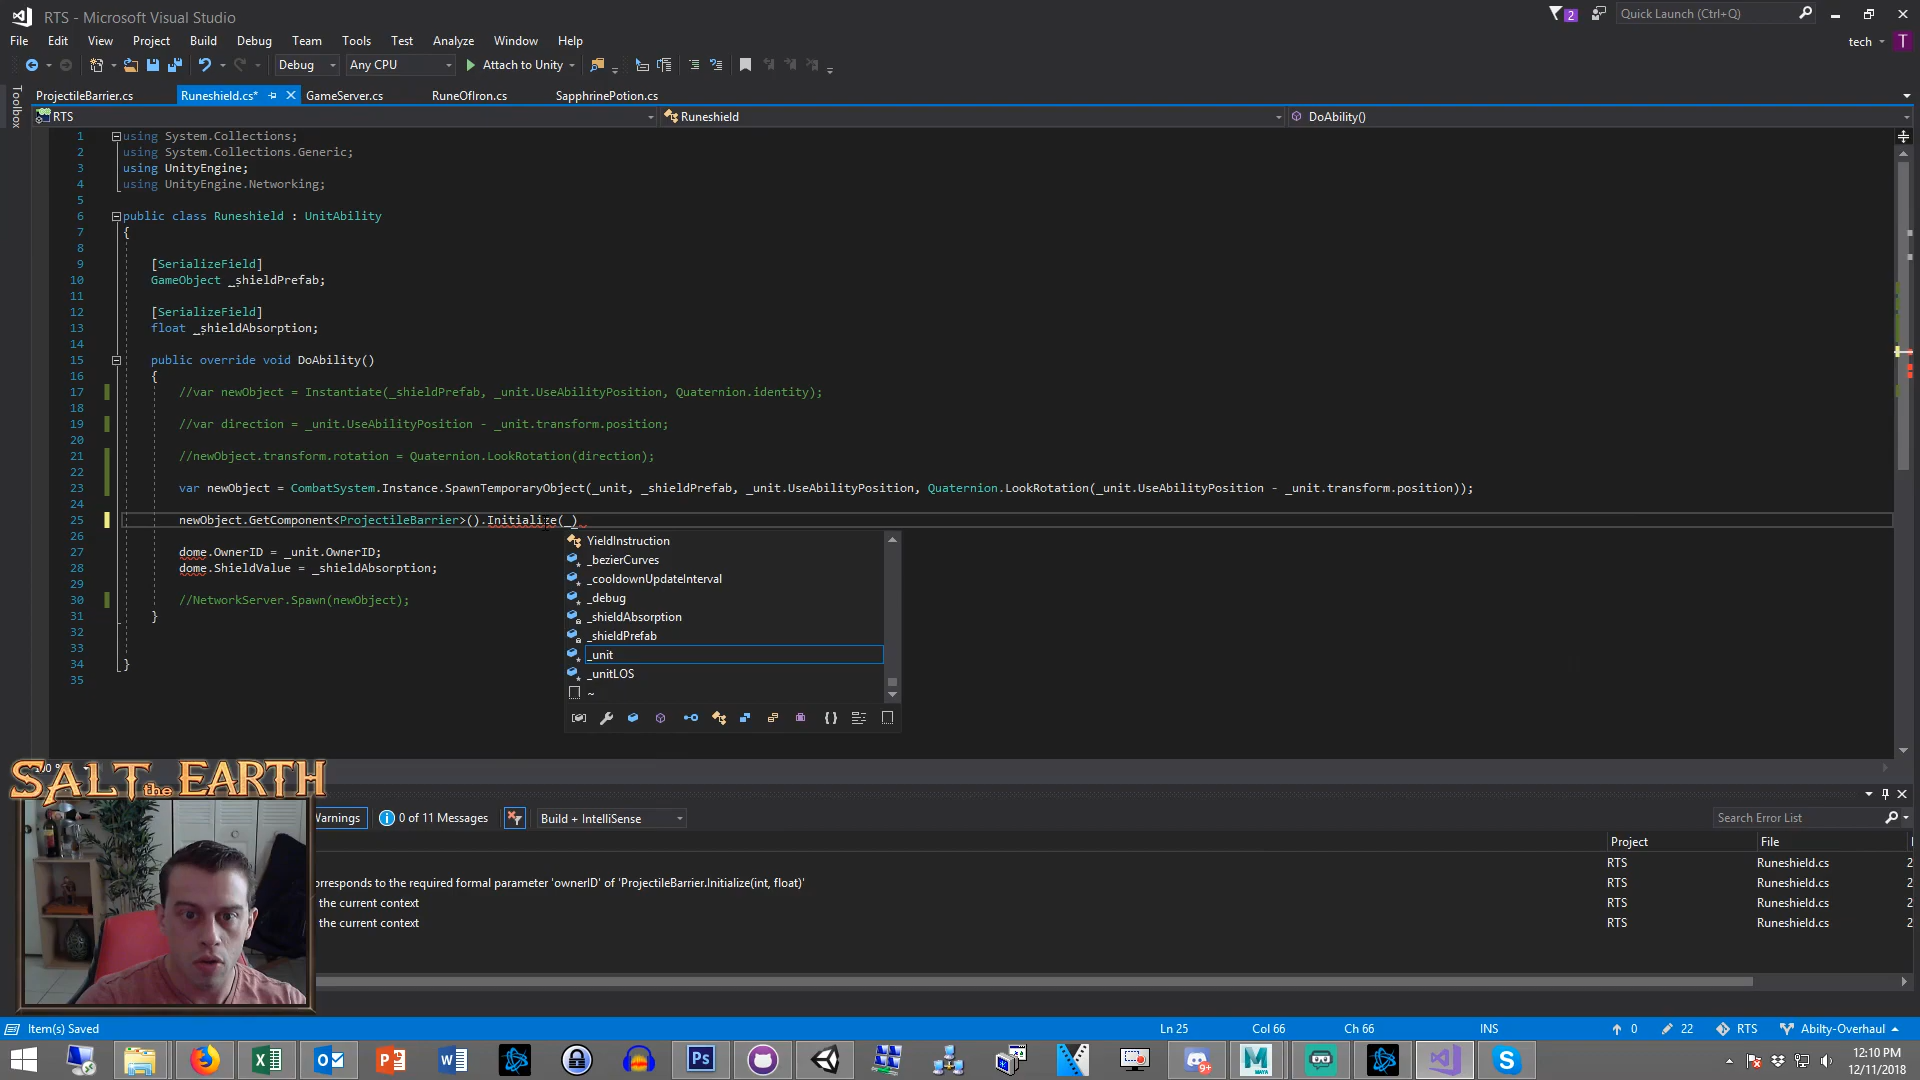 RTS - Microsoft Visual Studio
2
Quick Launch (Ctrl+Q)
File Edit View Project Build Debug Team Tools Test Analyze Window Help
tech T
Debug Any CPU Attach to Unity
Toolbox
ProjectileBarrier.cs Runeshield.cs* GameServer.cs RuneOfIron.cs SapphrinePotion.cs
RTS Runeshield DoAbility()
1 using System.Collections;
2 using System.Collections.Generic;
3 using UnityEngine;
4 using UnityEngine.Networking;
5
6 public class Runeshield : UnitAbility
7 {
8
9 [SerializeField]
10 GameObject _shieldPrefab;
11
12 [SerializeField]
13 float _shieldAbsorption;
14
15 public override void DoAbility()
16 {
17 //var newObject = Instantiate(_shieldPrefab, _unit.UseAbilityPosition, Quaternion.identity);
18
19 //var direction = _unit.UseAbilityPosition - _unit.transform.position;
20
21 //newObject.transform.rotation = Quaternion.LookRotation(direction);
22
23 var newObject = CombatSystem.Instance.SpawnTemporaryObject(_unit, _shieldPrefab, _unit.UseAbilityPosition, Quaternion.LookRotation(_unit.UseAbilityPosition - _unit.transform.position));
24
25 newObject.GetComponent<ProjectileBarrier>().Initialize(_)
26
27 dome.OwnerID = _unit.OwnerID;
28 dome.ShieldValue = _shieldAbsorption;
29
30 //NetworkServer.Spawn(newObject);
31 }
32
33
34 }
35
YieldInstruction
_bezierCurves
_cooldownUpdateInterval
_debug
_shieldAbsorption
_shieldPrefab
_unit
_unitLOS
~
SALT the EARTH
Warnings 0 of 11 Messages Build + IntelliSense Search Error List
Project File
RTS Runeshield.cs 2
orresponds to the required formal parameter 'ownerID' of 'ProjectileBarrier.Initialize(int, float)' RTS Runeshield.cs 2
the current context RTS Runeshield.cs 2
the current context RTS Runeshield.cs 2
Item(s) Saved Ln 25 Col 66 Ch 66 INS 0 22 RTS Abilty-Overhaul
12:10 PM
12/11/2018